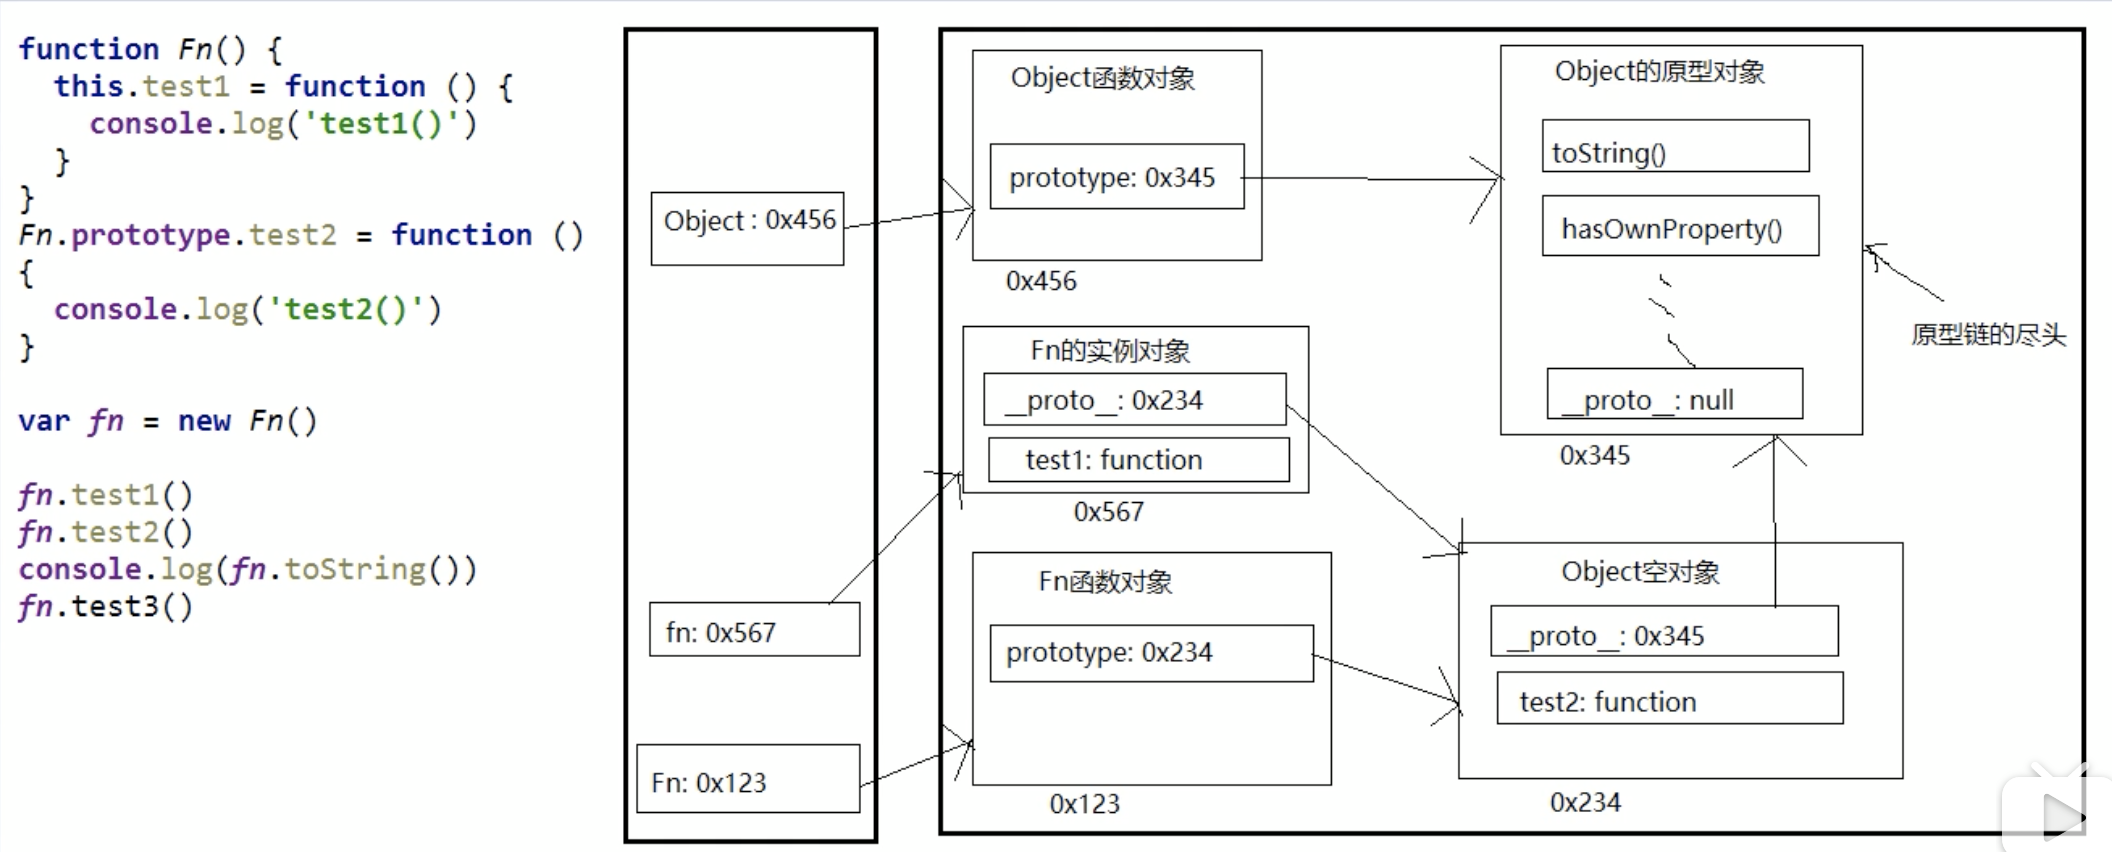 function Fn() {
this.test1 = function () {
console.log('test1()')
}
}
Fn.prototype.test2 = function ()
{
console.log('test2()')
}
var fn = new Fn()
fn.test1()
fn.test2()
console.log(fn.toString())
fn.test3()
Object : 0x456
fn: 0x567
Fn: 0x123
Object函数对象
prototype: 0x345
0x456
Fn的实例对象
__proto__: 0x234
test1: function
0x567
Fn函数对象
prototype: 0x234
0x123
Object的原型对象
toString()
hasOwnProperty()
__proto__: null
0x345
原型链的尽头
Object空对象
__proto__: 0x345
test2: function
0x234